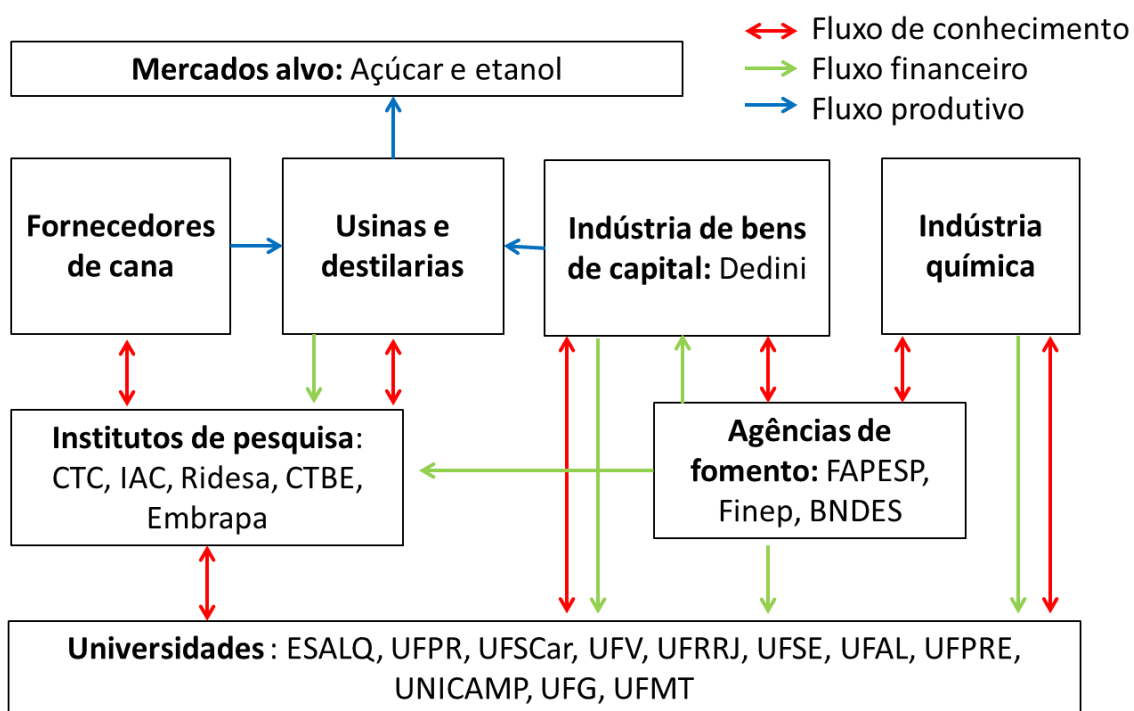 Fluxo de conhecimento
Fluxo financeiro
Fluxo produtivo
Mercados alvo: Açúcar e etanol
Fornecedores
de cana
Usinas e
destilarias
Indústria de bens
de capital: Dedini
Indústria
química
Institutos de pesquisa:
CTC, IAC, Ridesa, CTBE,
Embrapa
Agências de
fomento: FAPESP,
Finep, BNDES
Universidades : ESALQ, UFPR, UFSCar, UFV, UFRRJ, UFSE, UFAL, UFPRE,
UNICAMP, UFG, UFMT